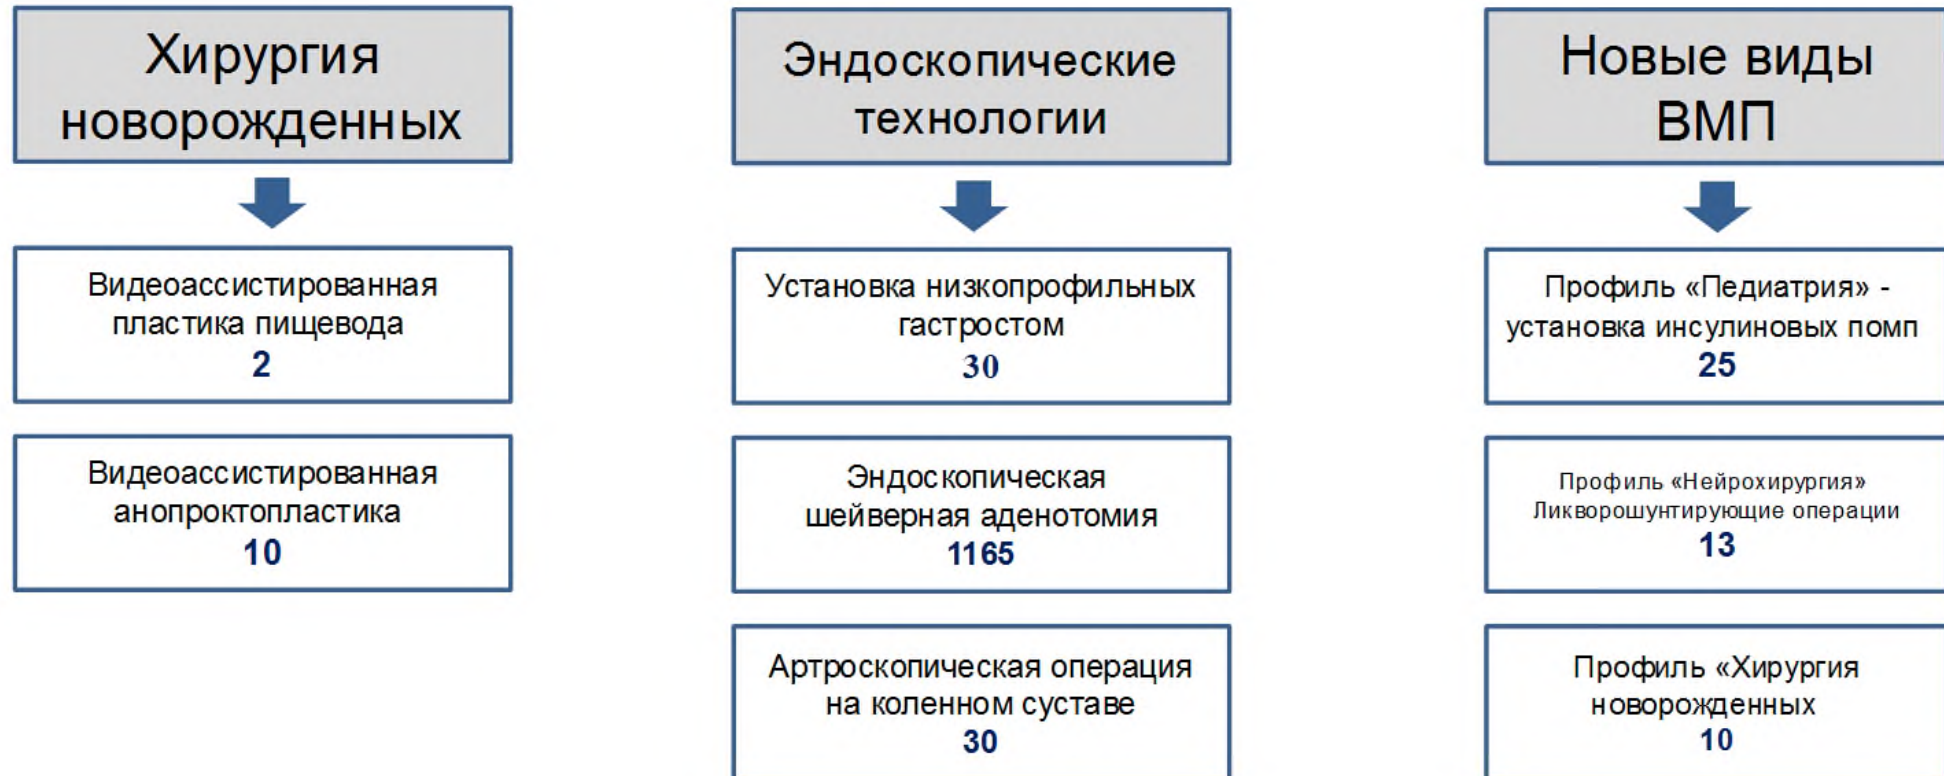 Хирургия
новорожденных
Видеоассистированная
пластика пищевода
2
Видеоассистированная
анопроктопластика
10
Эндоскопические
технологии
Установка низкопрофильных
гастростом
30
Эндоскопическая
шейверная аденотомия
1165
Артроскопическая операция
на коленном суставе
30
Новые виды
ВМП
Профиль «Педиатрия» -
установка инсулиновых помп
25
Профиль «Нейрохирургия»
Ликворошунтирующие операции
13
Профиль «Хирургия
новорожденных
10